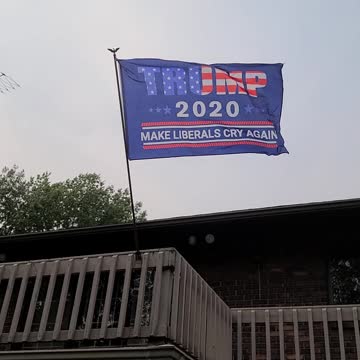 TRUMP
2020
MAKE LIBERALS CRY AGAIN